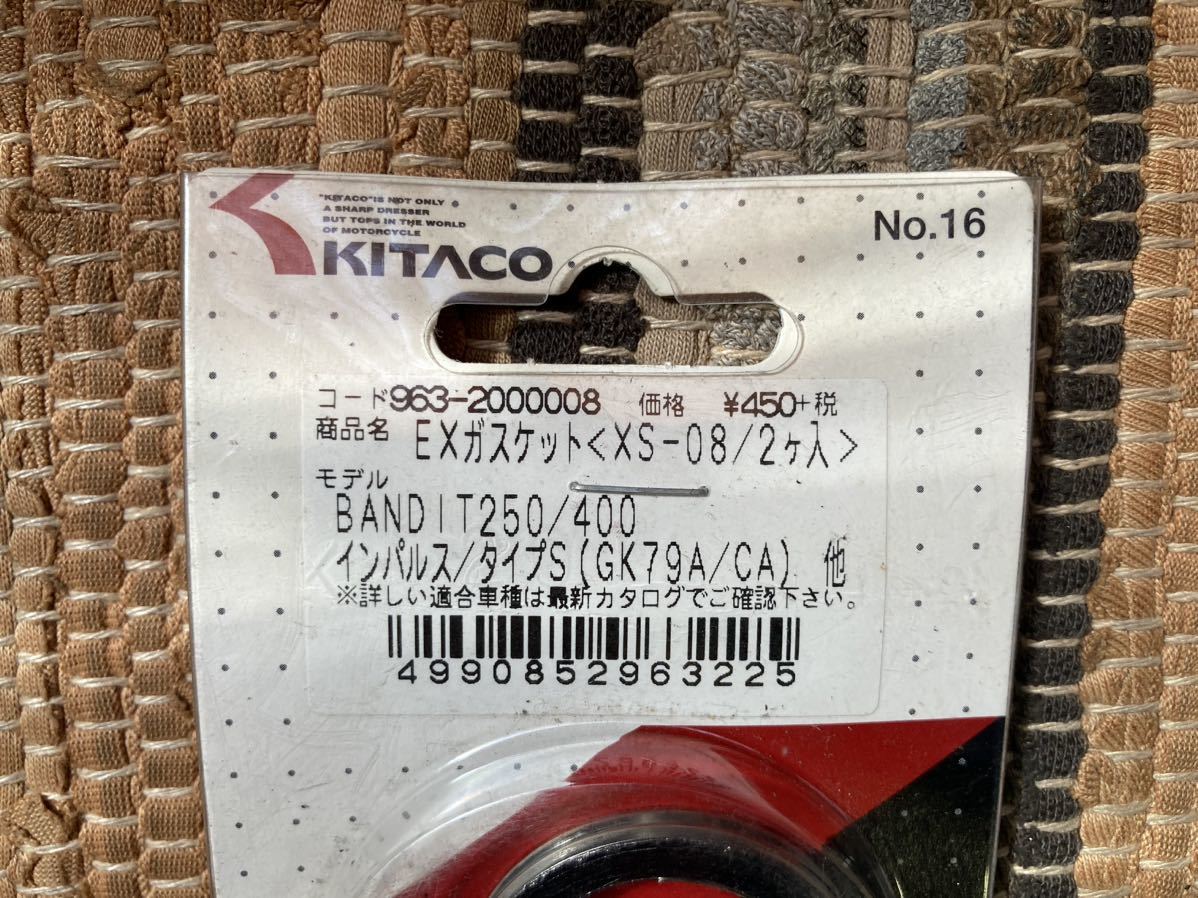 "KITACO"IS NOT ONLY
A SHARP DRESSER
BUT TOPS IN THE WORLD
OF MOTORCYCLE
KITACO
No.16
コード963-2000008 価格 ¥450+税
商品名 EXガスケット<XS-08/2ヶ入>
モデル
BANDIT250/400
インパルス/タイプS(GK79A/CA) 他
※詳しい適合車種は最新カタログでご確認下さい。
4990852963225